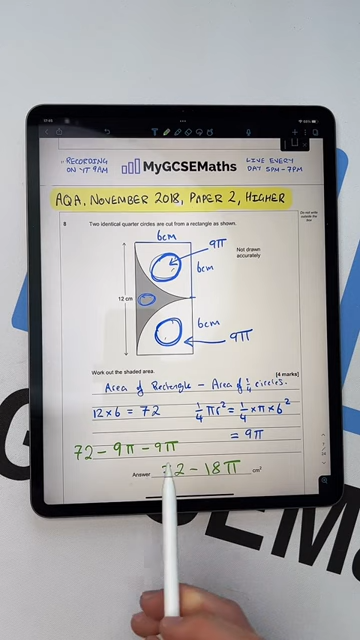 RECORDING
ON YT 9AM
MyGCSEMaths
LIVE EVERY
DAY 5PM-7PM
AQA, NOVEMBER 2018, PAPER 2, HIGHER
8 Two identical quarter circles are cut from a rectangle as shown.
6cm
9π
6cm
Not drawn
accurately
12 cm
6cm
9π
Work out the shaded area.
[4 marks]
Area of Rectangle - Area of 1/4 circles.
12×6 = 72
1/4πr² = 1/4×π×6²
= 9π
72-9π-9π
Answer 72-18π cm²